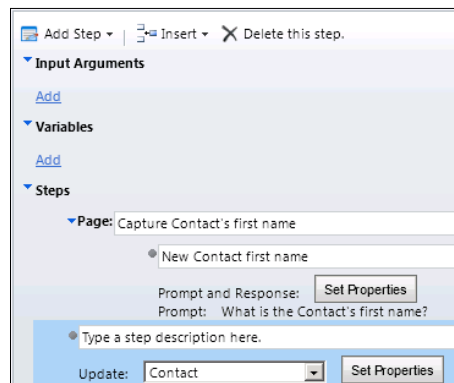 Add Step | Insert Delete this step.
Input Arguments
Add
Variables
Add
Steps
Page: Capture Contact's first name
New Contact first name
Prompt and Response: Set Properties
Prompt: What is the Contact's first name?
Type a step description here.
Update: Contact Set Properties